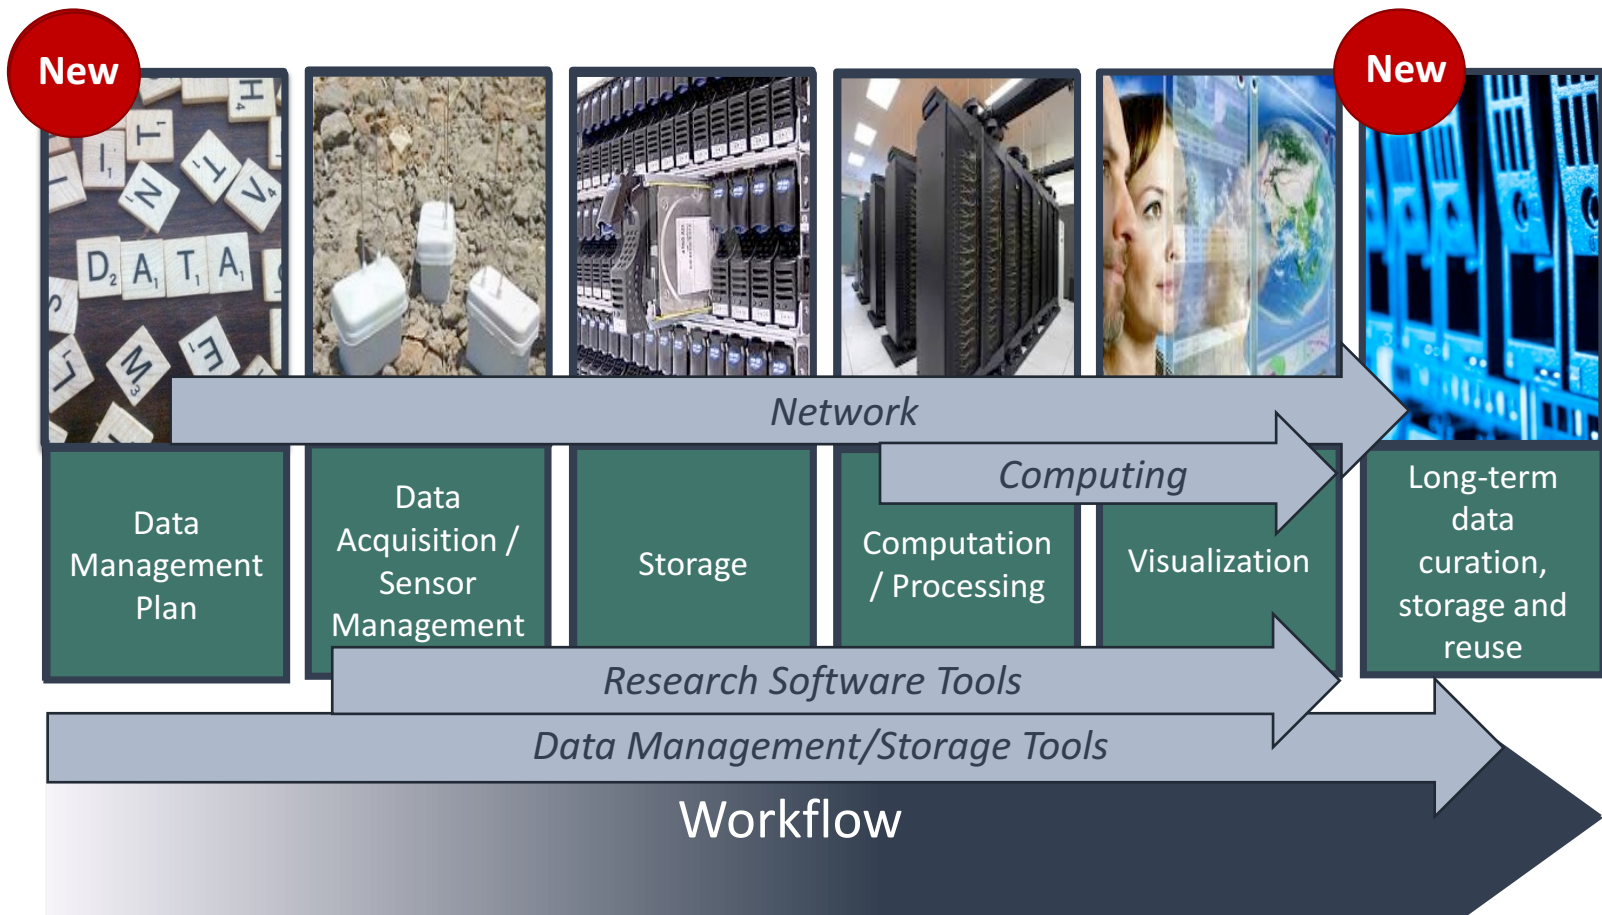 New
New
DATA
Network
Computing
Data
Management
Plan
Data
Acquisition /
Sensor
Management
Storage
Computation
/ Processing
Visualization
Long-term
data
curation,
storage and
reuse
Research Software Tools
Data Management/Storage Tools
Workflow